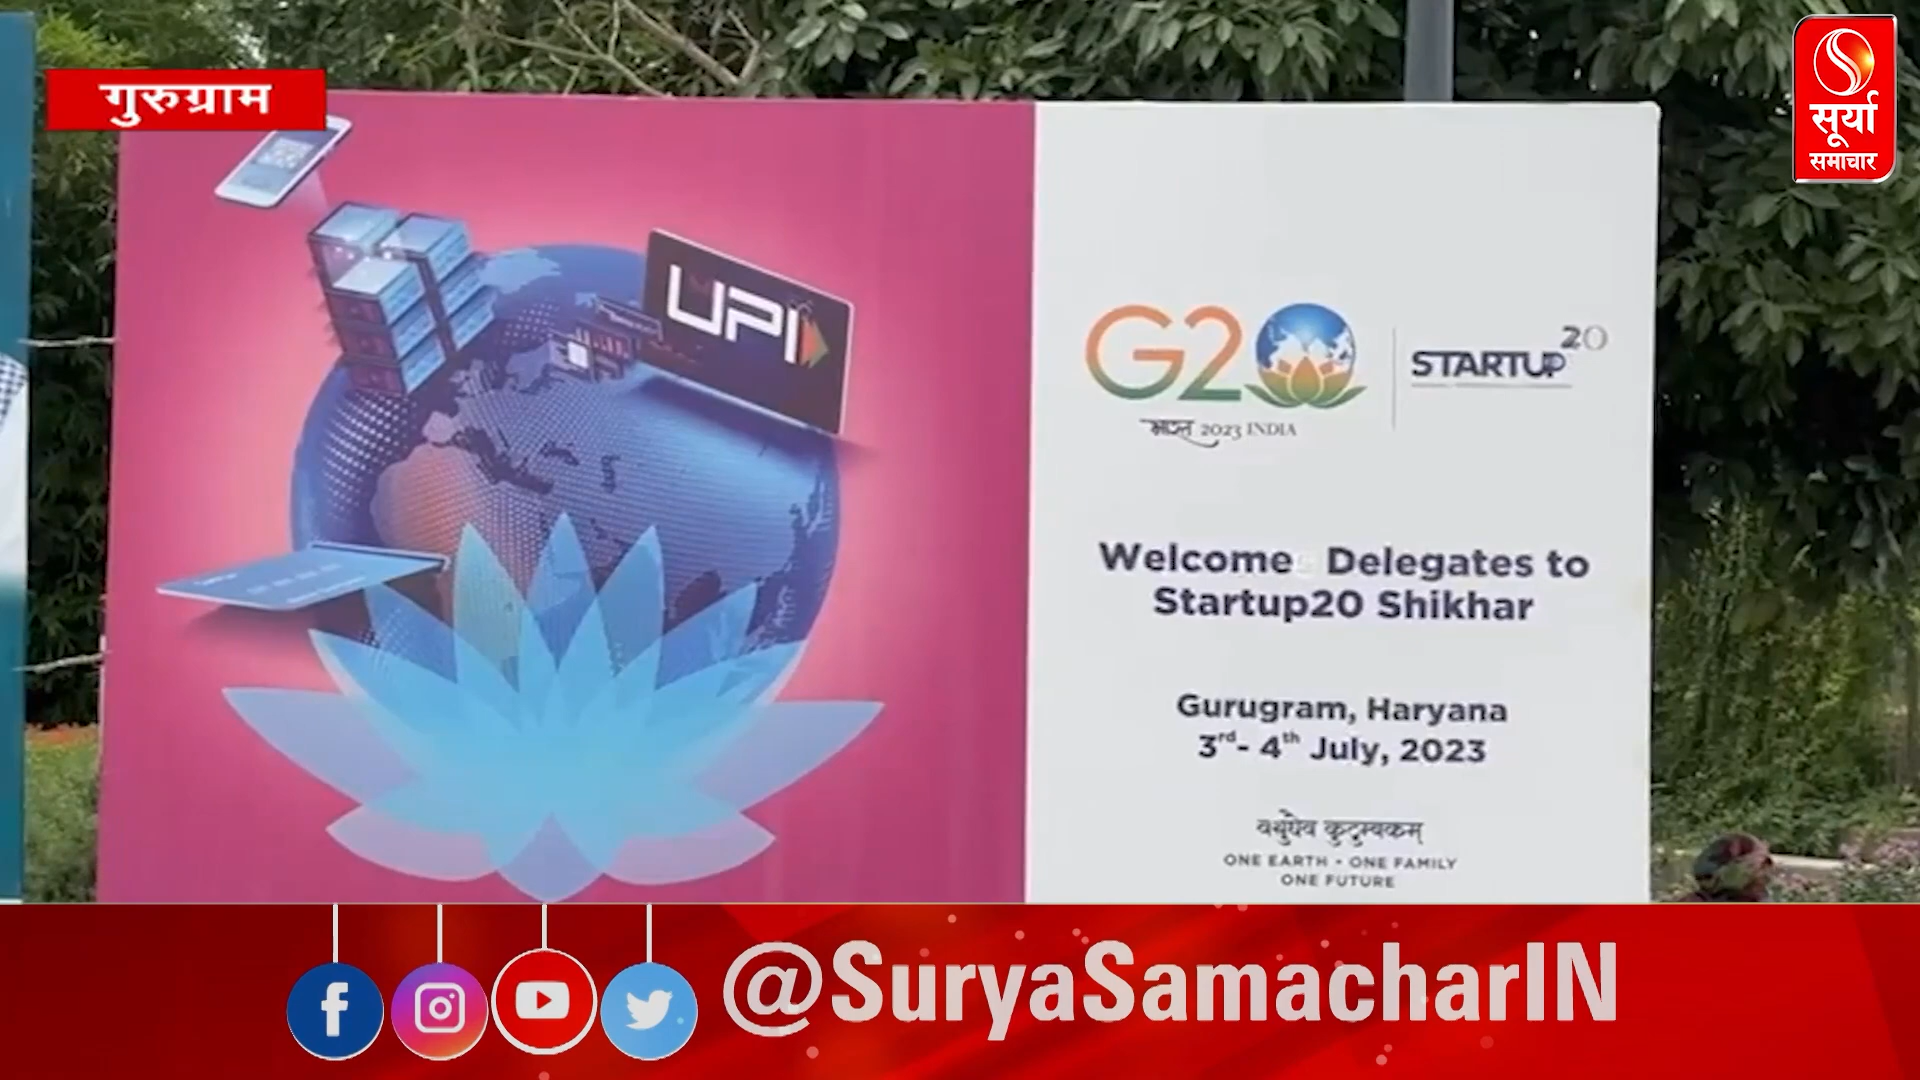 गुरुग्राम
सूर्या
समाचार
UPI
G20
भारत 2023 INDIA
STARTUP20
Welcome Delegates to
Startup20 Shikhar
Gurugram, Haryana
3rd- 4th July, 2023
वसुधैव कुटुम्बकम्
ONE EARTH • ONE FAMILY
ONE FUTURE
@SuryaSamacharIN